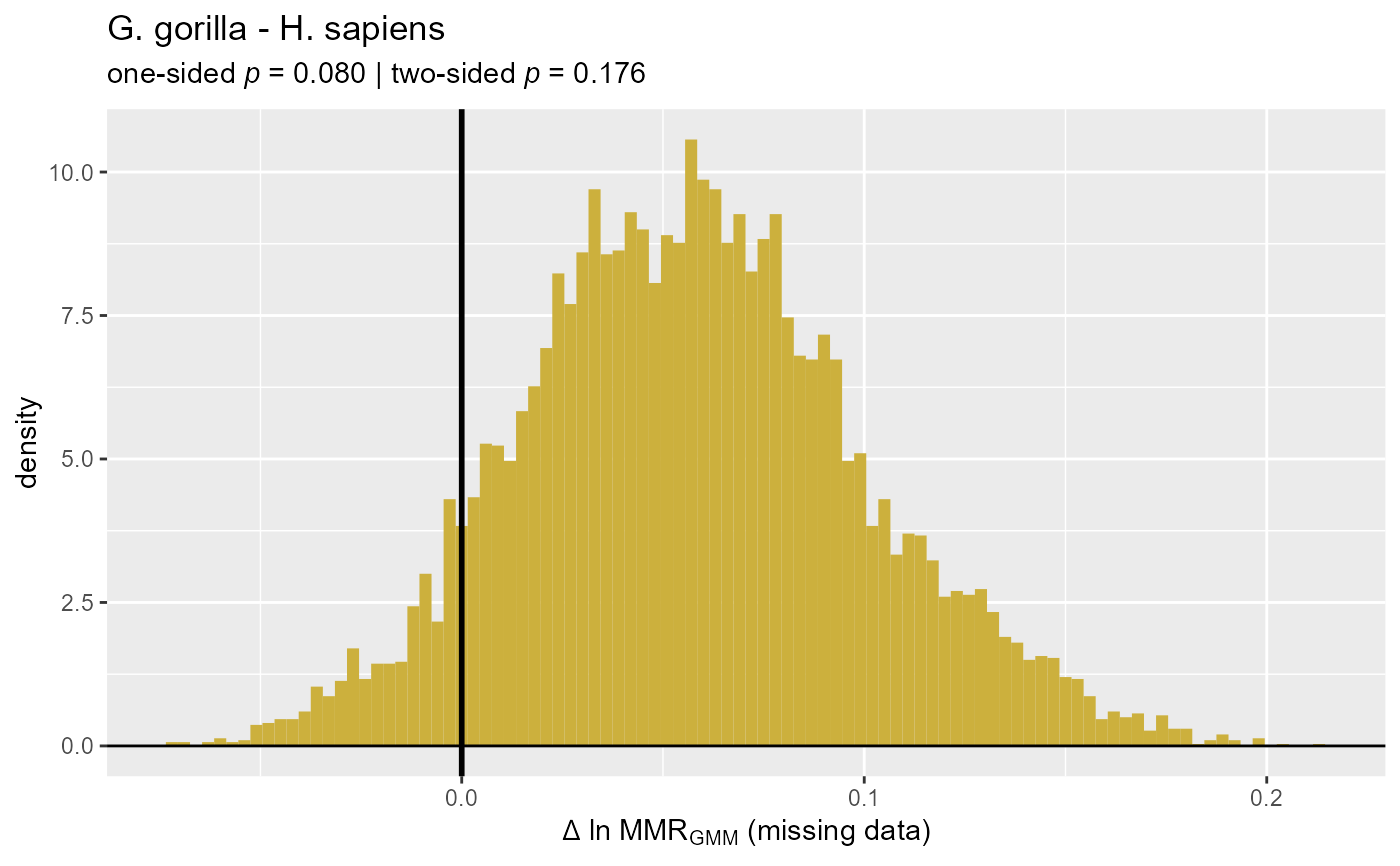 G. gorilla - H. sapiens
one-sided p = 0.080 | two-sided p = 0.176
density
10.0
7.5
5.0
2.5
0.0
0.0 0.1 0.2
Δ ln MMR_GMM (missing data)